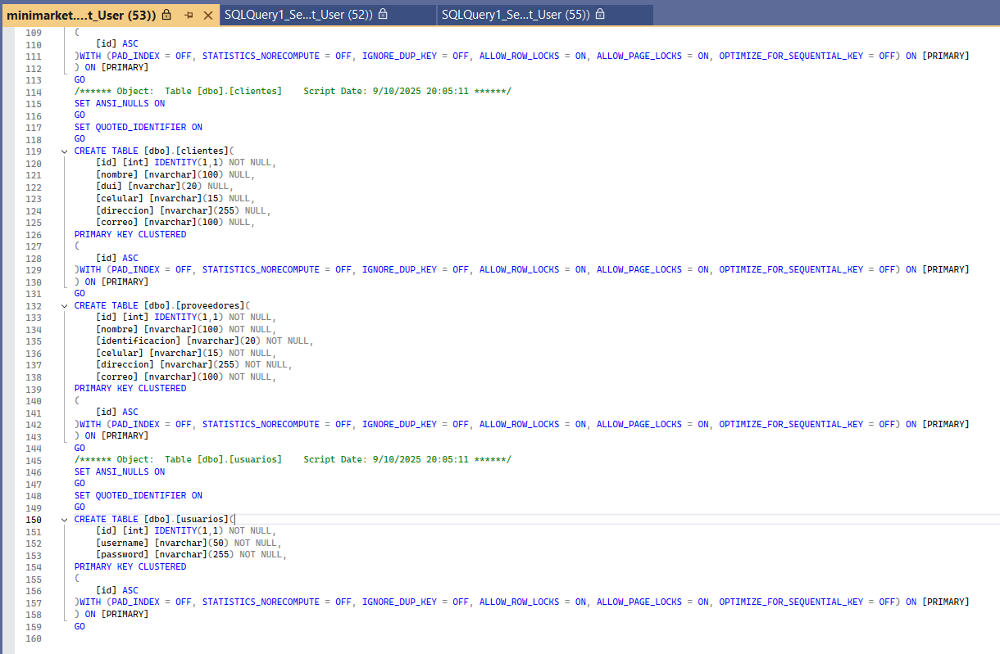 minimarket....t_User (53))
SQLQuery1_Se...t_User (52))
SQLQuery1_Se...t_User (55))
109 (
110 [id] ASC
111 )WITH (PAD_INDEX = OFF, STATISTICS_NORECOMPUTE = OFF, IGNORE_DUP_KEY = OFF, ALLOW_ROW_LOCKS = ON, ALLOW_PAGE_LOCKS = ON, OPTIMIZE_FOR_SEQUENTIAL_KEY = OFF) ON [PRIMARY]
112 ) ON [PRIMARY]
113 GO
114 /****** Object:  Table [dbo].[clientes]    Script Date: 9/10/2025 20:05:11 ******/
115 SET ANSI_NULLS ON
116 GO
117 SET QUOTED_IDENTIFIER ON
118 GO
119 CREATE TABLE [dbo].[clientes](
120 [id] [int] IDENTITY(1,1) NOT NULL,
121 [nombre] [nvarchar](100) NULL,
122 [dui] [nvarchar](20) NULL,
123 [celular] [nvarchar](15) NULL,
124 [direccion] [nvarchar](255) NULL,
125 [correo] [nvarchar](100) NULL,
126 PRIMARY KEY CLUSTERED
127 (
128 [id] ASC
129 )WITH (PAD_INDEX = OFF, STATISTICS_NORECOMPUTE = OFF, IGNORE_DUP_KEY = OFF, ALLOW_ROW_LOCKS = ON, ALLOW_PAGE_LOCKS = ON, OPTIMIZE_FOR_SEQUENTIAL_KEY = OFF) ON [PRIMARY]
130 ) ON [PRIMARY]
131 GO
132 CREATE TABLE [dbo].[proveedores](
133 [id] [int] IDENTITY(1,1) NOT NULL,
134 [nombre] [nvarchar](100) NOT NULL,
135 [identificacion] [nvarchar](20) NOT NULL,
136 [celular] [nvarchar](15) NOT NULL,
137 [direccion] [nvarchar](255) NOT NULL,
138 [correo] [nvarchar](100) NOT NULL,
139 PRIMARY KEY CLUSTERED
140 (
141 [id] ASC
142 )WITH (PAD_INDEX = OFF, STATISTICS_NORECOMPUTE = OFF, IGNORE_DUP_KEY = OFF, ALLOW_ROW_LOCKS = ON, ALLOW_PAGE_LOCKS = ON, OPTIMIZE_FOR_SEQUENTIAL_KEY = OFF) ON [PRIMARY]
143 ) ON [PRIMARY]
144 GO
145 /****** Object:  Table [dbo].[usuarios]    Script Date: 9/10/2025 20:05:11 ******/
146 SET ANSI_NULLS ON
147 GO
148 SET QUOTED_IDENTIFIER ON
149 GO
150 CREATE TABLE [dbo].[usuarios](
151 [id] [int] IDENTITY(1,1) NOT NULL,
152 [username] [nvarchar](50) NOT NULL,
153 [password] [nvarchar](255) NOT NULL,
154 PRIMARY KEY CLUSTERED
155 (
156 [id] ASC
157 )WITH (PAD_INDEX = OFF, STATISTICS_NORECOMPUTE = OFF, IGNORE_DUP_KEY = OFF, ALLOW_ROW_LOCKS = ON, ALLOW_PAGE_LOCKS = ON, OPTIMIZE_FOR_SEQUENTIAL_KEY = OFF) ON [PRIMARY]
158 ) ON [PRIMARY]
159 GO
160